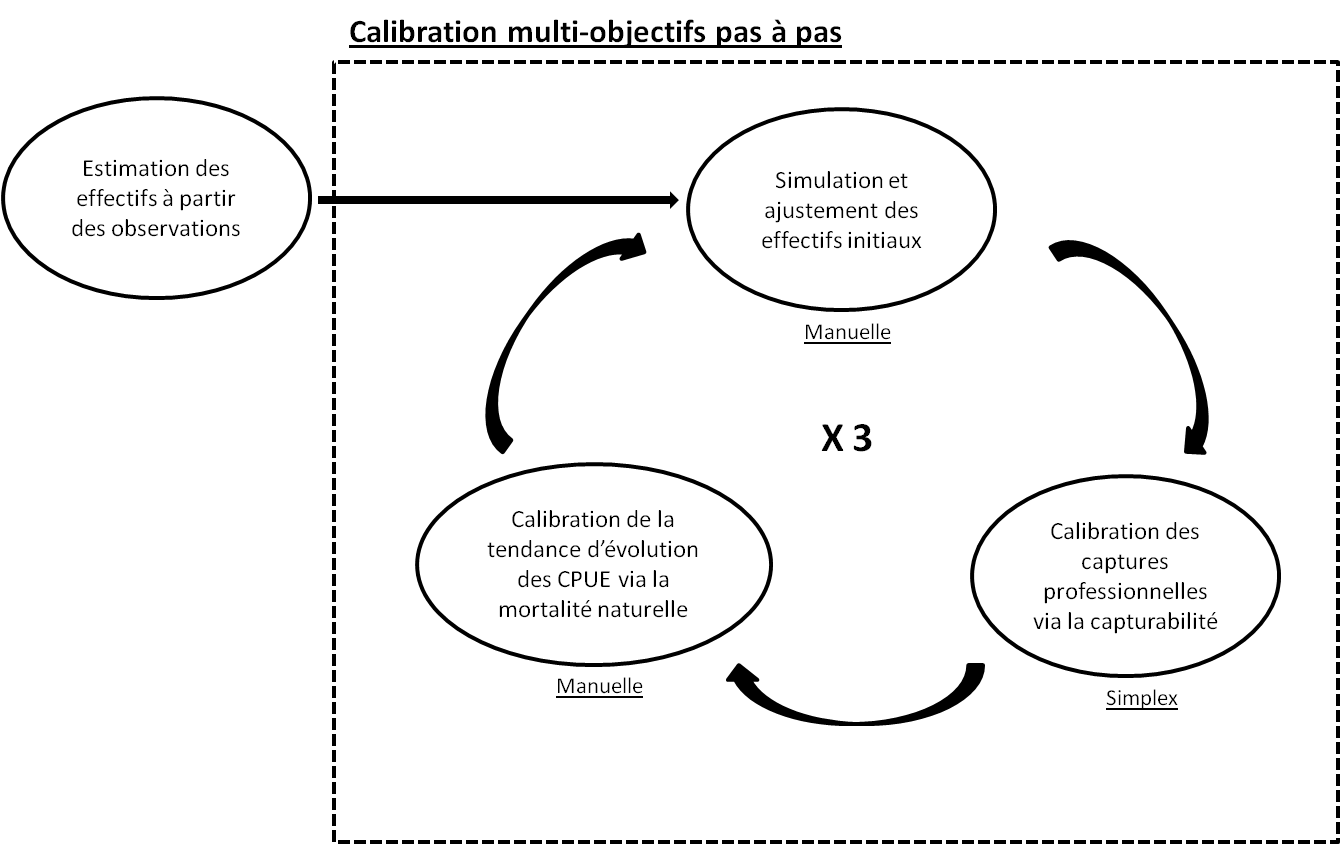 Calibration multi-objectifs pas à pas
Estimation des
effectifs à partir
des observations
Simulation et
ajustement des
effectifs initiaux
Manuelle
X 3
Calibration de la
tendance d’évolution
des CPUE via la
mortalité naturelle
Manuelle
Calibration des
captures
professionnelles
via la capturabilité
Simplex